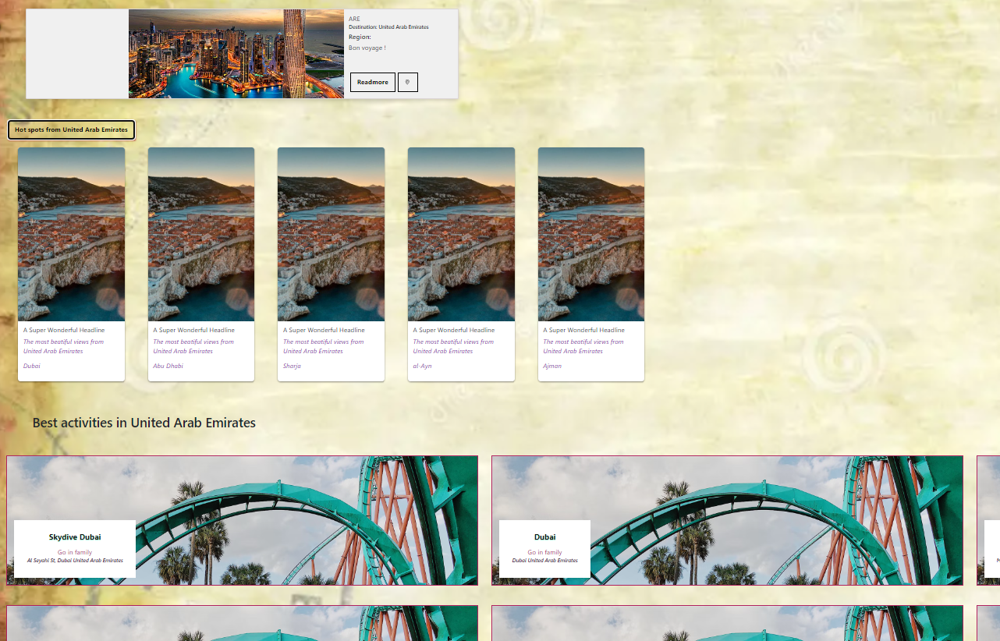 ARE
Destination: United Arab Emirates
Region:
Bon voyage !
Readmore
Hot spots from United Arab Emirates
A Super Wonderful Headline
The most beatiful views from
United Arab Emirates
Dubai
A Super Wonderful Headline
The most beatiful views from
United Arab Emirates
Abu Dhabi
A Super Wonderful Headline
The most beatiful views from
United Arab Emirates
Sharja
A Super Wonderful Headline
The most beatiful views from
United Arab Emirates
al-Ayn
A Super Wonderful Headline
The most beatiful views from
United Arab Emirates
Ajman
Best activities in United Arab Emirates
Skydive Dubai
Go in family
Al Seyahi St, Dubai United Arab Emirates
Dubai
Go in family
Dubai United Arab Emirates